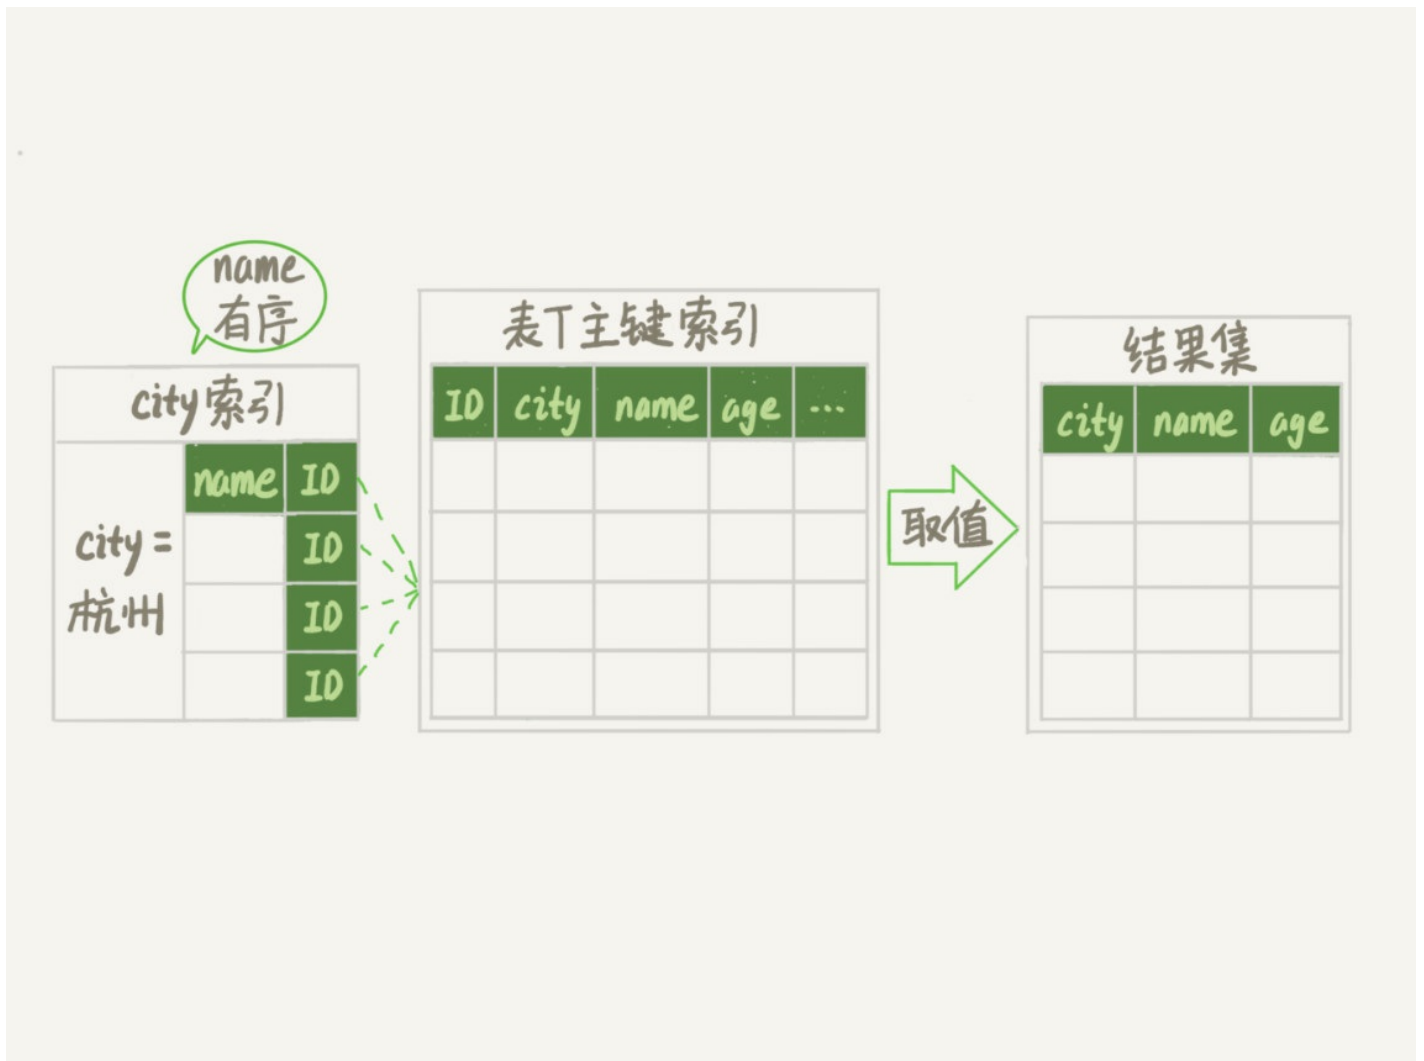 name
有序
city索引
name ID
city=
杭州
ID
ID
ID
表T主键索引
ID city name age ...
取值
结果集
city name age